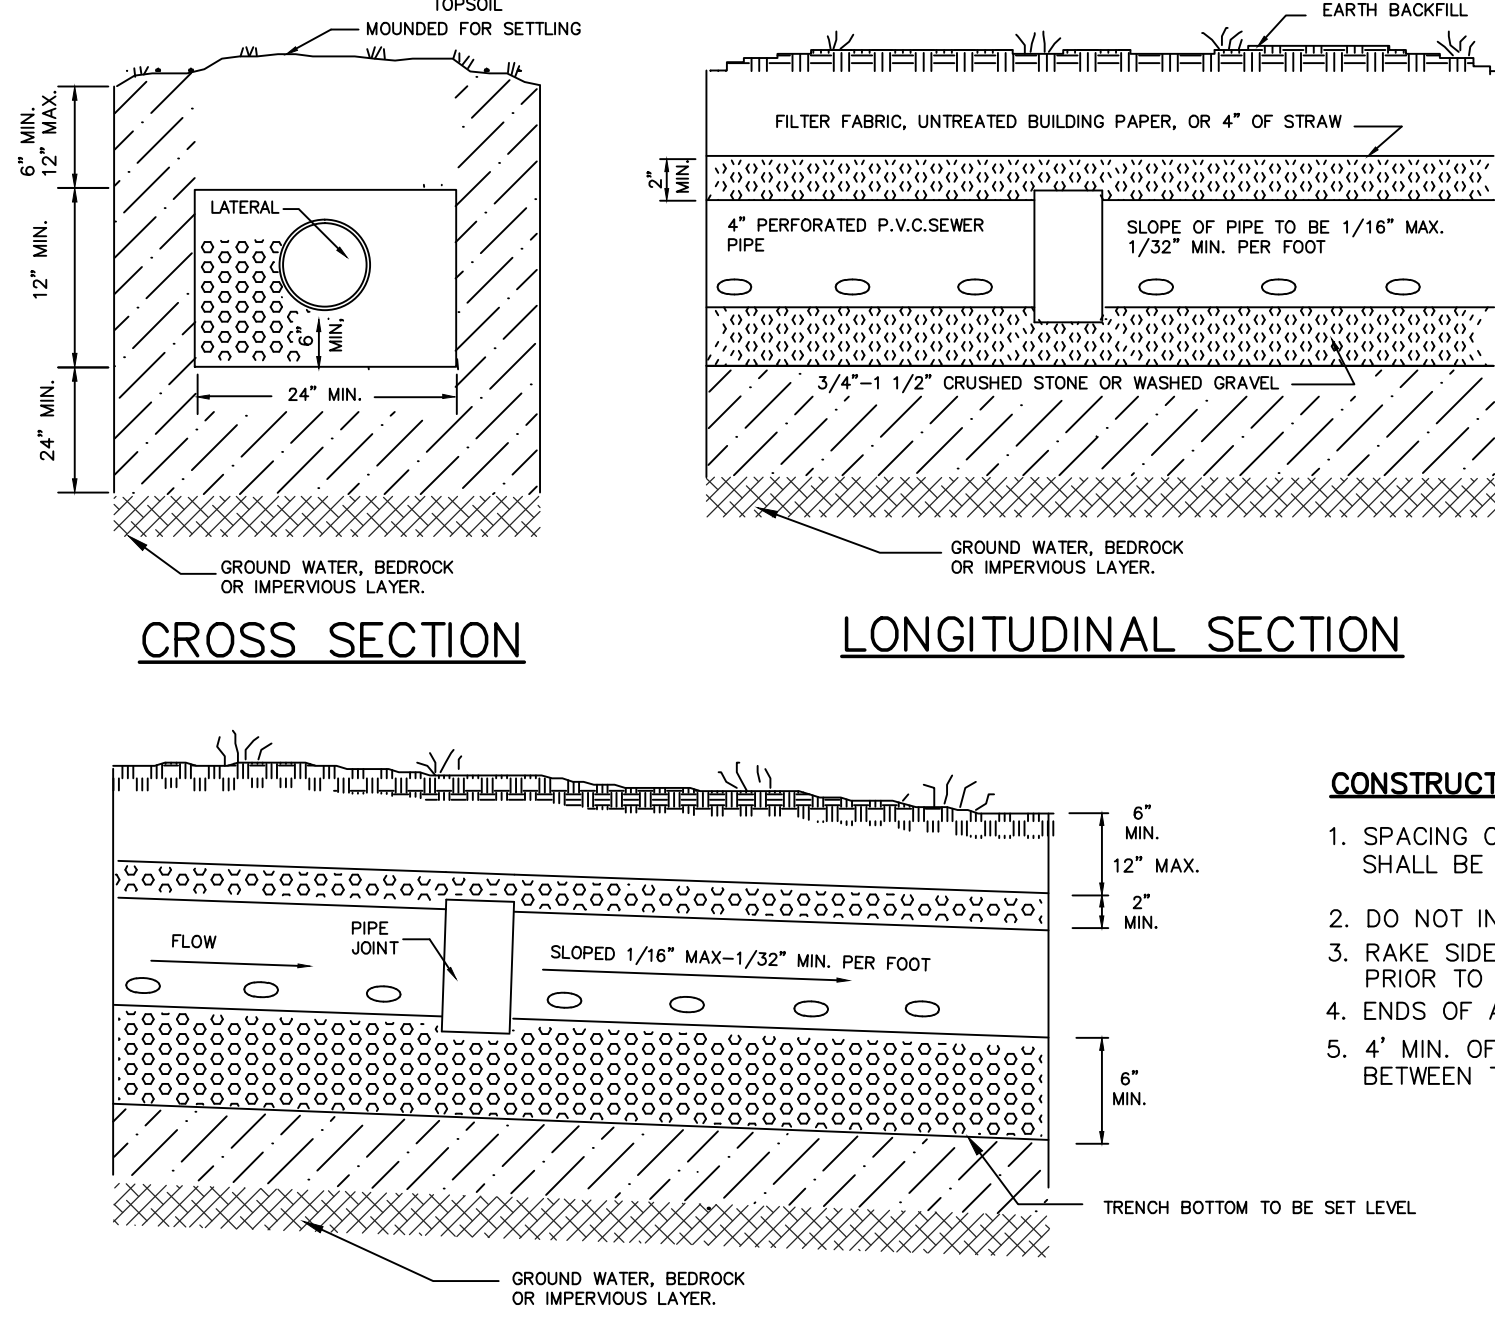 TOPSOIL
MOUNDED FOR SETTLING
6" MIN.
12" MAX.
LATERAL
12" MIN.
6"
MIN,
24" MIN.
24" MIN.
GROUND WATER, BEDROCK
OR IMPERVIOUS LAYER.
CROSS SECTION
EARTH BACKFILL
FILTER FABRIC, UNTREATED BUILDING PAPER, OR 4" OF STRAW
2"
MIN.
4" PERFORATED P.V.C.SEWER
PIPE
SLOPE OF PIPE TO BE 1/16" MAX.
1/32" MIN. PER FOOT
3/4"-1 1/2" CRUSHED STONE OR WASHED GRAVEL
GROUND WATER, BEDROCK
OR IMPERVIOUS LAYER.
LONGITUDINAL SECTION
6"
MIN.
12" MAX.
2"
MIN.
FLOW
PIPE
JOINT
SLOPED 1/16" MAX-1/32" MIN. PER FOOT
6"
MIN.
TRENCH BOTTOM TO BE SET LEVEL
GROUND WATER, BEDROCK
OR IMPERVIOUS LAYER.
CONSTRUCT
1. SPACING
SHALL BE
2. DO NOT IN
3. RAKE SIDE
PRIOR TO
4. ENDS OF A
5. 4' MIN. OF
BETWEEN